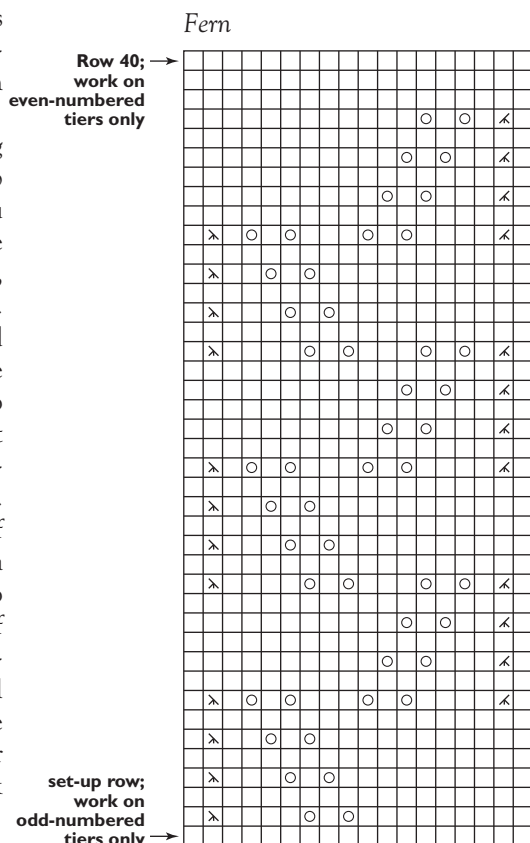 Fern
Row 40;
work on
even-numbered
tiers only
set-up row;
work on
odd-numbered
tiers only